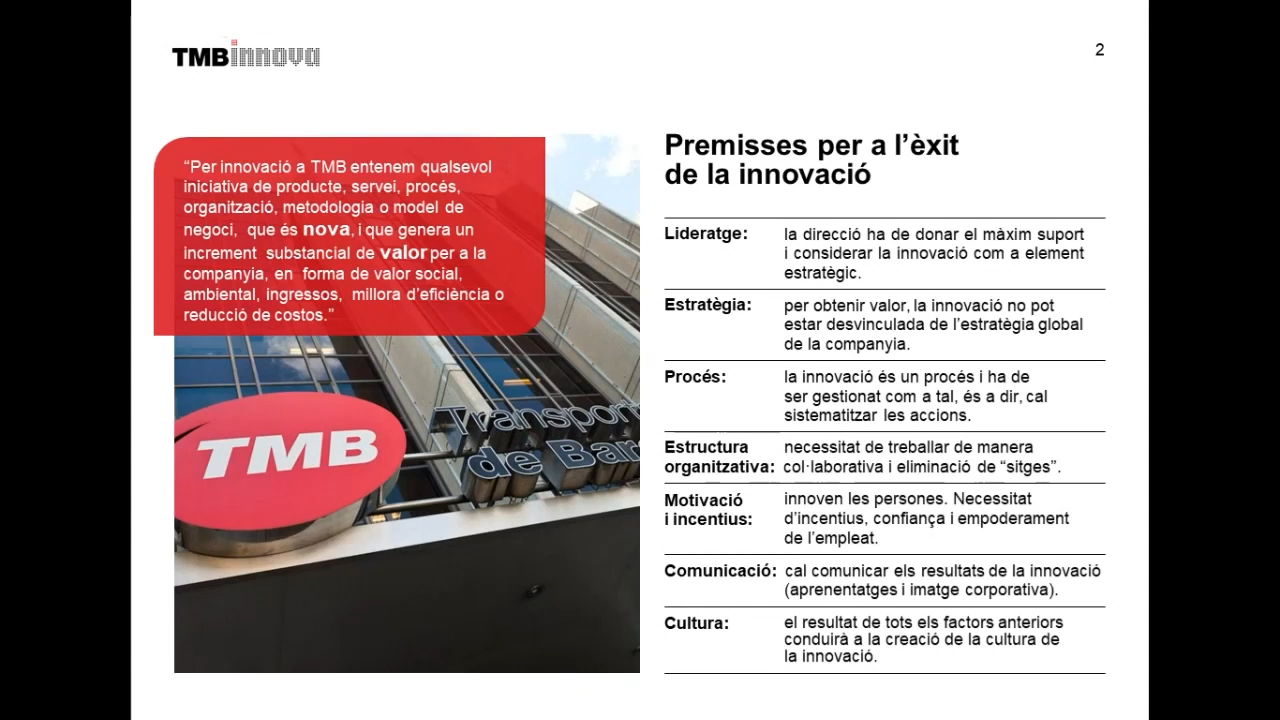 TMBinnova
2
“Per innovació a TMB entenem qualsevol
iniciativa de producte, servei, procés,
organització, metodologia o model de
negoci, que és nova, i que genera un
increment substancial de valor per a la
companyia, en forma de valor social,
ambiental, ingressos, millora d’eficiència o
reducció de costos.”
TMB
Transport
de Bar
Premisses per a l’èxit
de la innovació
Lideratge: la direcció ha de donar el màxim suport
i considerar la innovació com a element
estratègic.
Estratègia: per obtenir valor, la innovació no pot
estar desvinculada de l’estratègia global
de la companyia.
Procés: la innovació és un procés i ha de
ser gestionat com a tal, és a dir, cal
sistematitzar les accions.
Estructura necessitat de treballar de manera
organitzativa: col·laborativa i eliminació de “sitges”.
Motivació innoven les persones. Necessitat
i incentius: d’incentius, confiança i empoderament
de l’empleat.
Comunicació: cal comunicar els resultats de la innovació
(aprenentatges i imatge corporativa).
Cultura: el resultat de tots els factors anteriors
conduirà a la creació de la cultura de
la innovació.